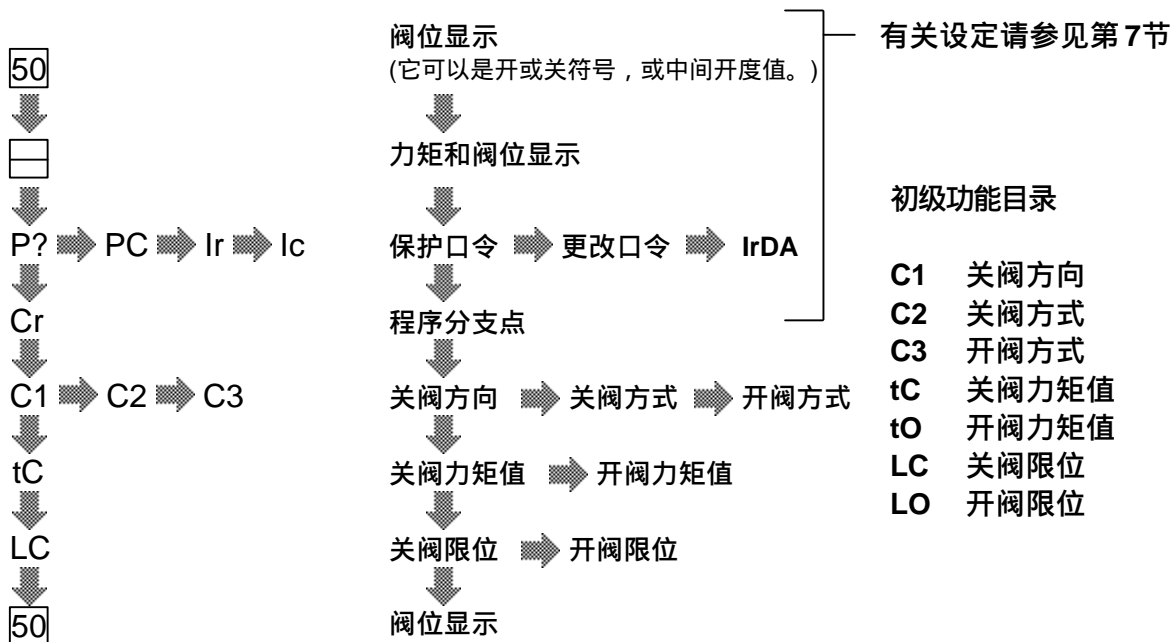 50
P? PC Ir Ic
Cr
C1 C2 C3
tC
LC
50
阀位显示
(它可以是开或关符号，或中间开度值。)
力矩和阀位显示
保护口令 更改口令 IrDA
程序分支点
关阀方向 关阀方式 开阀方式
关阀力矩值 开阀力矩值
关阀限位 开阀限位
阀位显示
有关设定请参见第7节
初级功能目录
C1 关阀方向
C2 关阀方式
C3 开阀方式
tC 关阀力矩值
tO 开阀力矩值
LC 关阀限位
LO 开阀限位